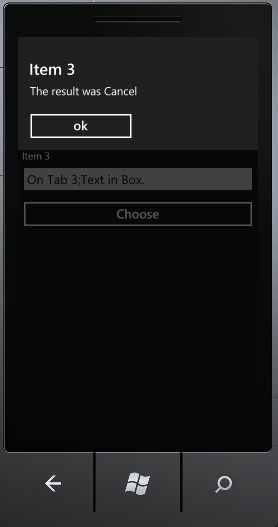 Item 3
The result was Cancel
ok
Item 3
On Tab 3;Text in Box.
Choose